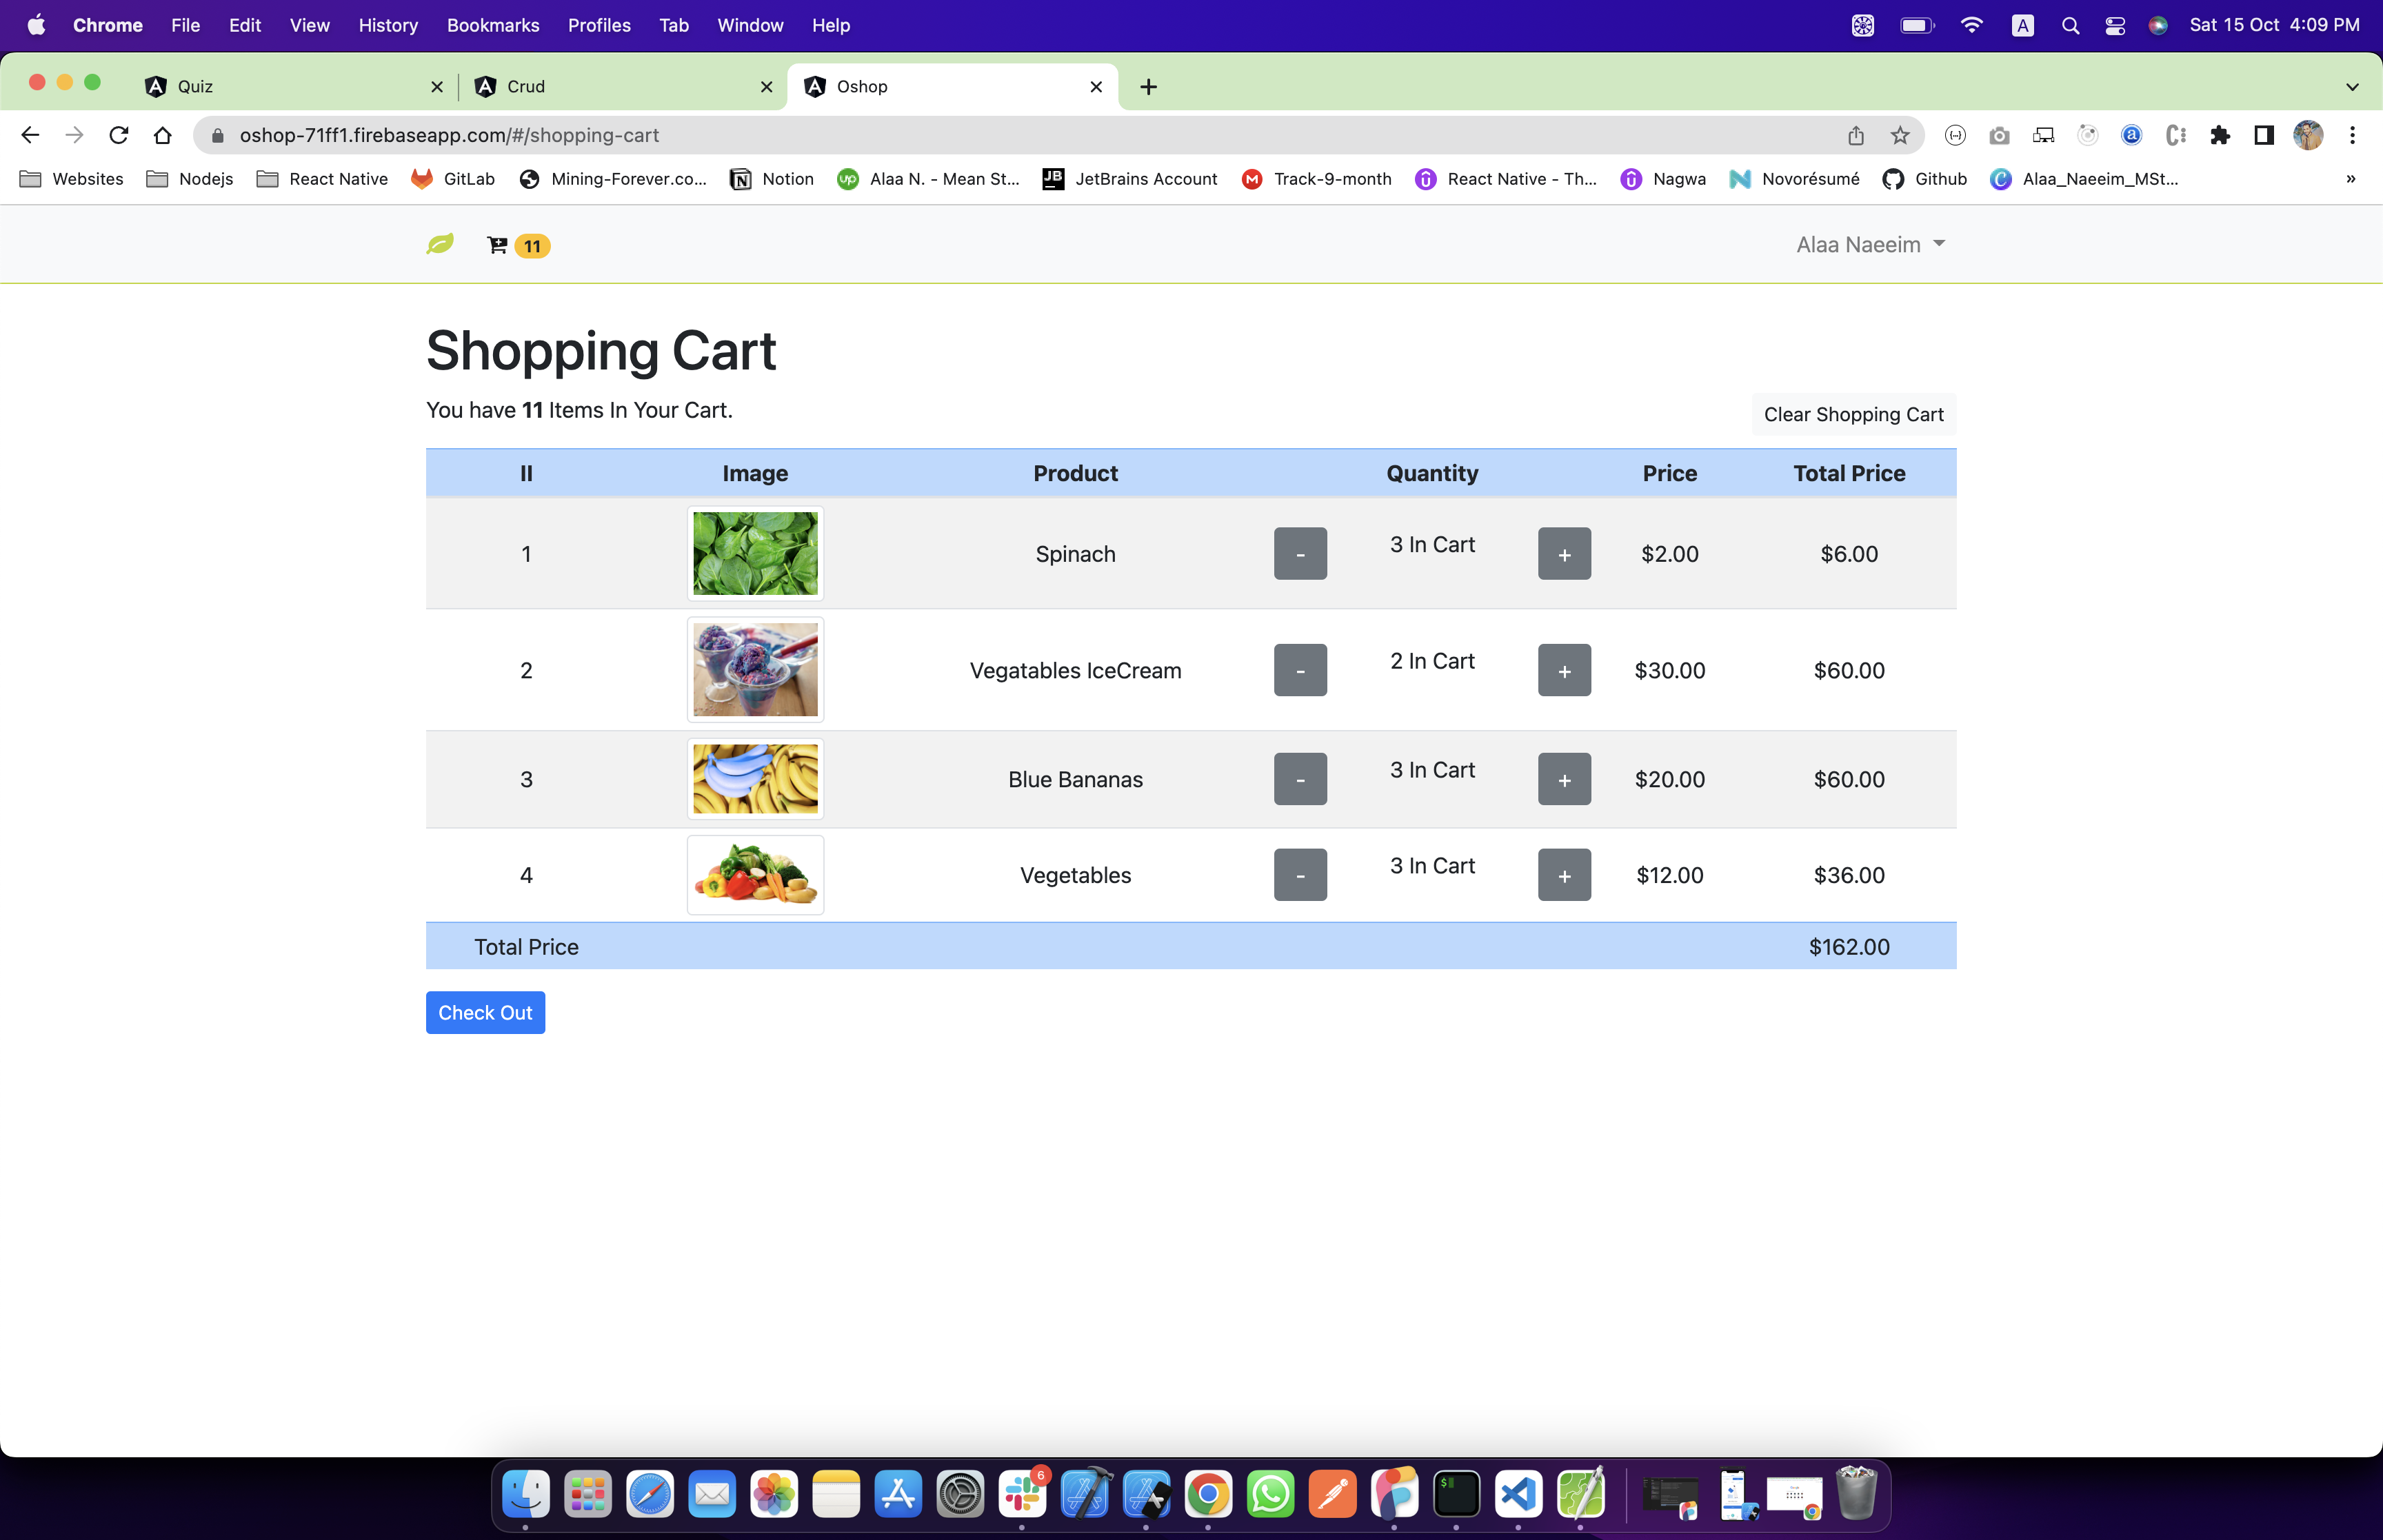 Chrome File Edit View History Bookmarks Profiles Tab Window Help A Sat 15 Oct 4:09 PM
Quiz Crud Oshop
oshop-71ff1.firebaseapp.com/#/shopping-cart
Websites Nodejs React Native GitLab Mining-Forever.co... Notion Alaa N. - Mean St... JetBrains Account Track-9-month React Native - Th... Nagwa Novorésumé Github Alaa_Naeeim_MSt... »
11 Alaa Naeeim
Shopping Cart
You have 11 Items In Your Cart.
Clear Shopping Cart
II Image Product Quantity Price Total Price
1 Spinach - 3 In Cart + $2.00 $6.00
2 Vegatables IceCream - 2 In Cart + $30.00 $60.00
3 Blue Bananas - 3 In Cart + $20.00 $60.00
4 Vegetables - 3 In Cart + $12.00 $36.00
Total Price $162.00
Check Out
6